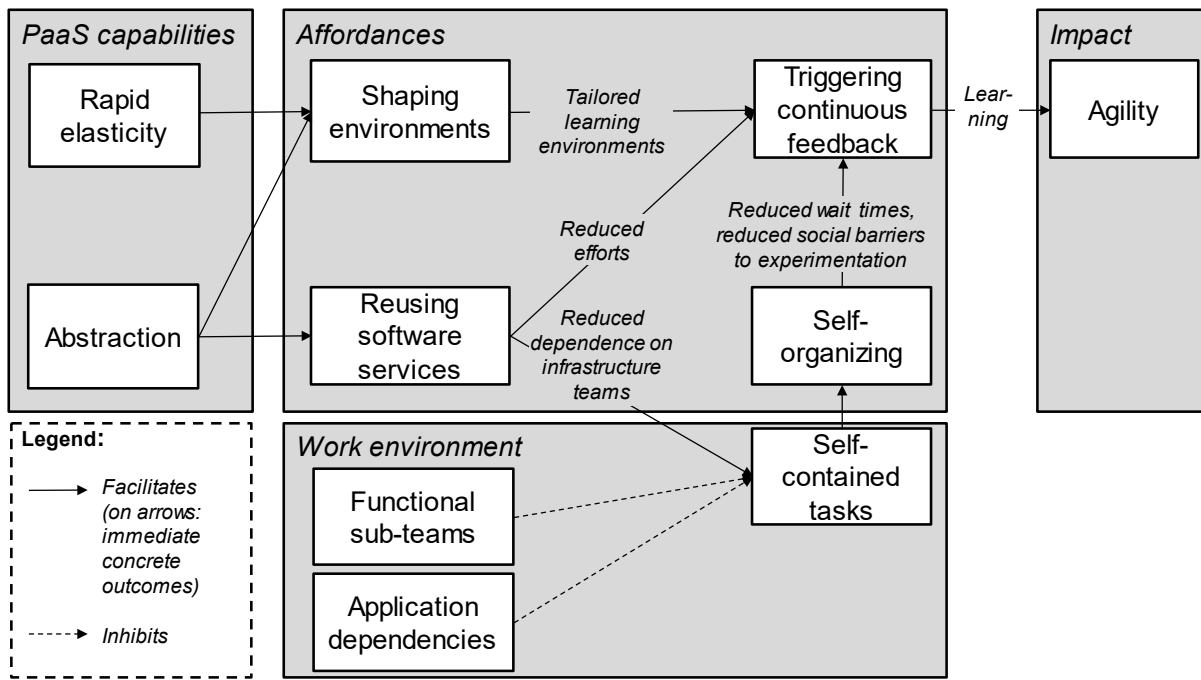 PaaS capabilities
Rapid
elasticity
Abstraction
Affordances
Shaping
environments
Tailored
learning
environments
Triggering
continuous
feedback
Reduced
efforts
Reduced wait times,
reduced social barriers
to experimentation
Reusing
software
services
Reduced
dependence on
infrastructure
teams
Self-
organizing
Lear-
ning
Impact
Agility
Legend:
Facilitates
(on arrows:
immediate
concrete
outcomes)
Inhibits
Work environment
Functional
sub-teams
Application
dependencies
Self-
contained
tasks